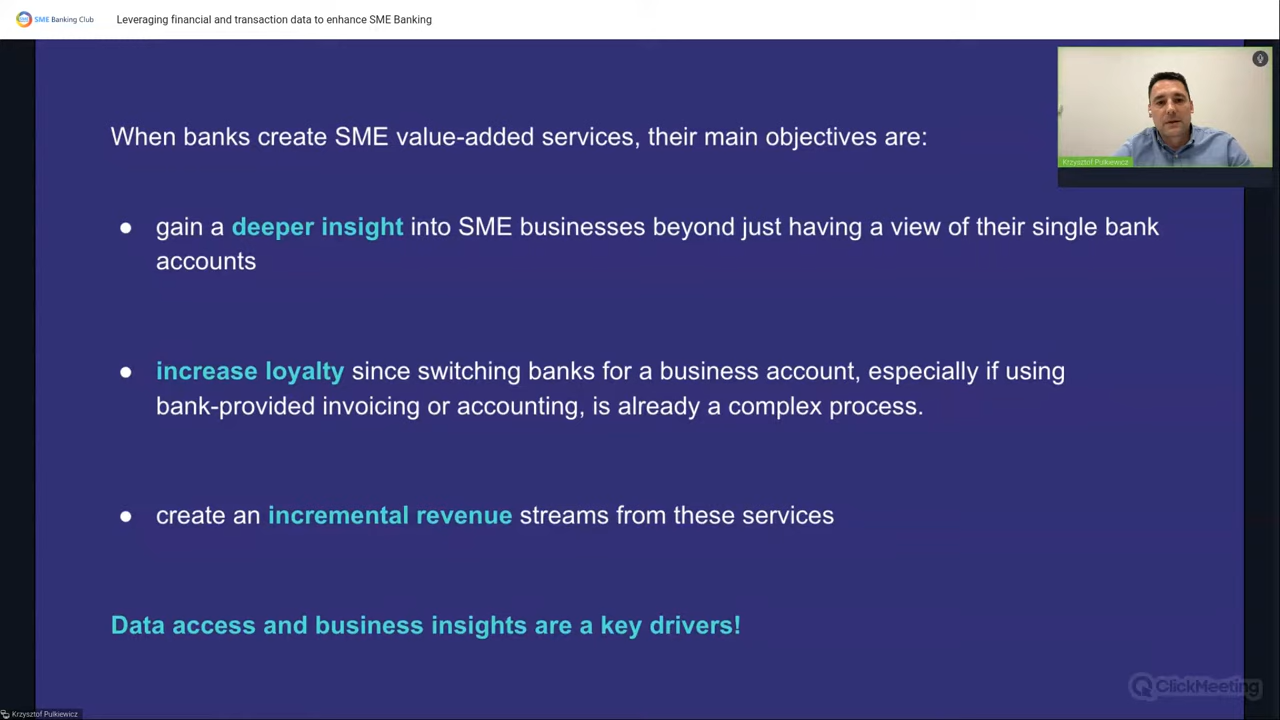 SME Banking Club
Leveraging financial and transaction data to enhance SME Banking
When banks create SME value-added services, their main objectives are:
● gain a deeper insight into SME businesses beyond just having a view of their single bank
accounts
● increase loyalty since switching banks for a business account, especially if using
bank-provided invoicing or accounting, is already a complex process.
● create an incremental revenue streams from these services
Data access and business insights are a key drivers!
Krzysztof Pulkiewicz
ClickMeeting
Krzysztof Pulkiewicz